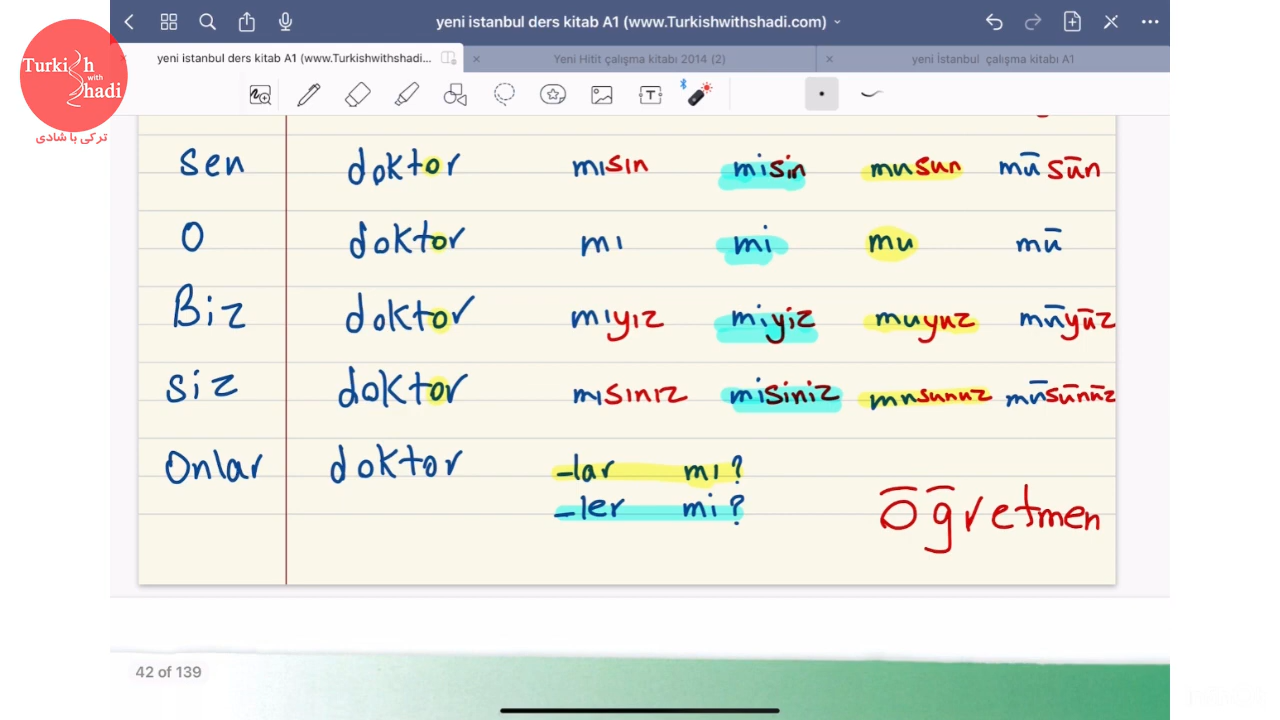 yeni istanbul ders kitab A1 (www.Turkishwithshadi.com)
Turkish with Shadi
ترکی با شادی
yeni istanbul ders kitab A1 (www.Turkishwithshadi...
Yeni Hitit çalışma kitabı 2014 (2)
yeni İstanbul çalışma kitabı A1
Sen doktor mısın misin musun müsün
O doktor mı mi mu mü
Biz doktor mıyız miyiz muyuz müyüz
Siz doktor mısınız misiniz musunuz müsünüz
Onlar doktor -lar mı?
-ler mi?
öğretmen
42 of 139